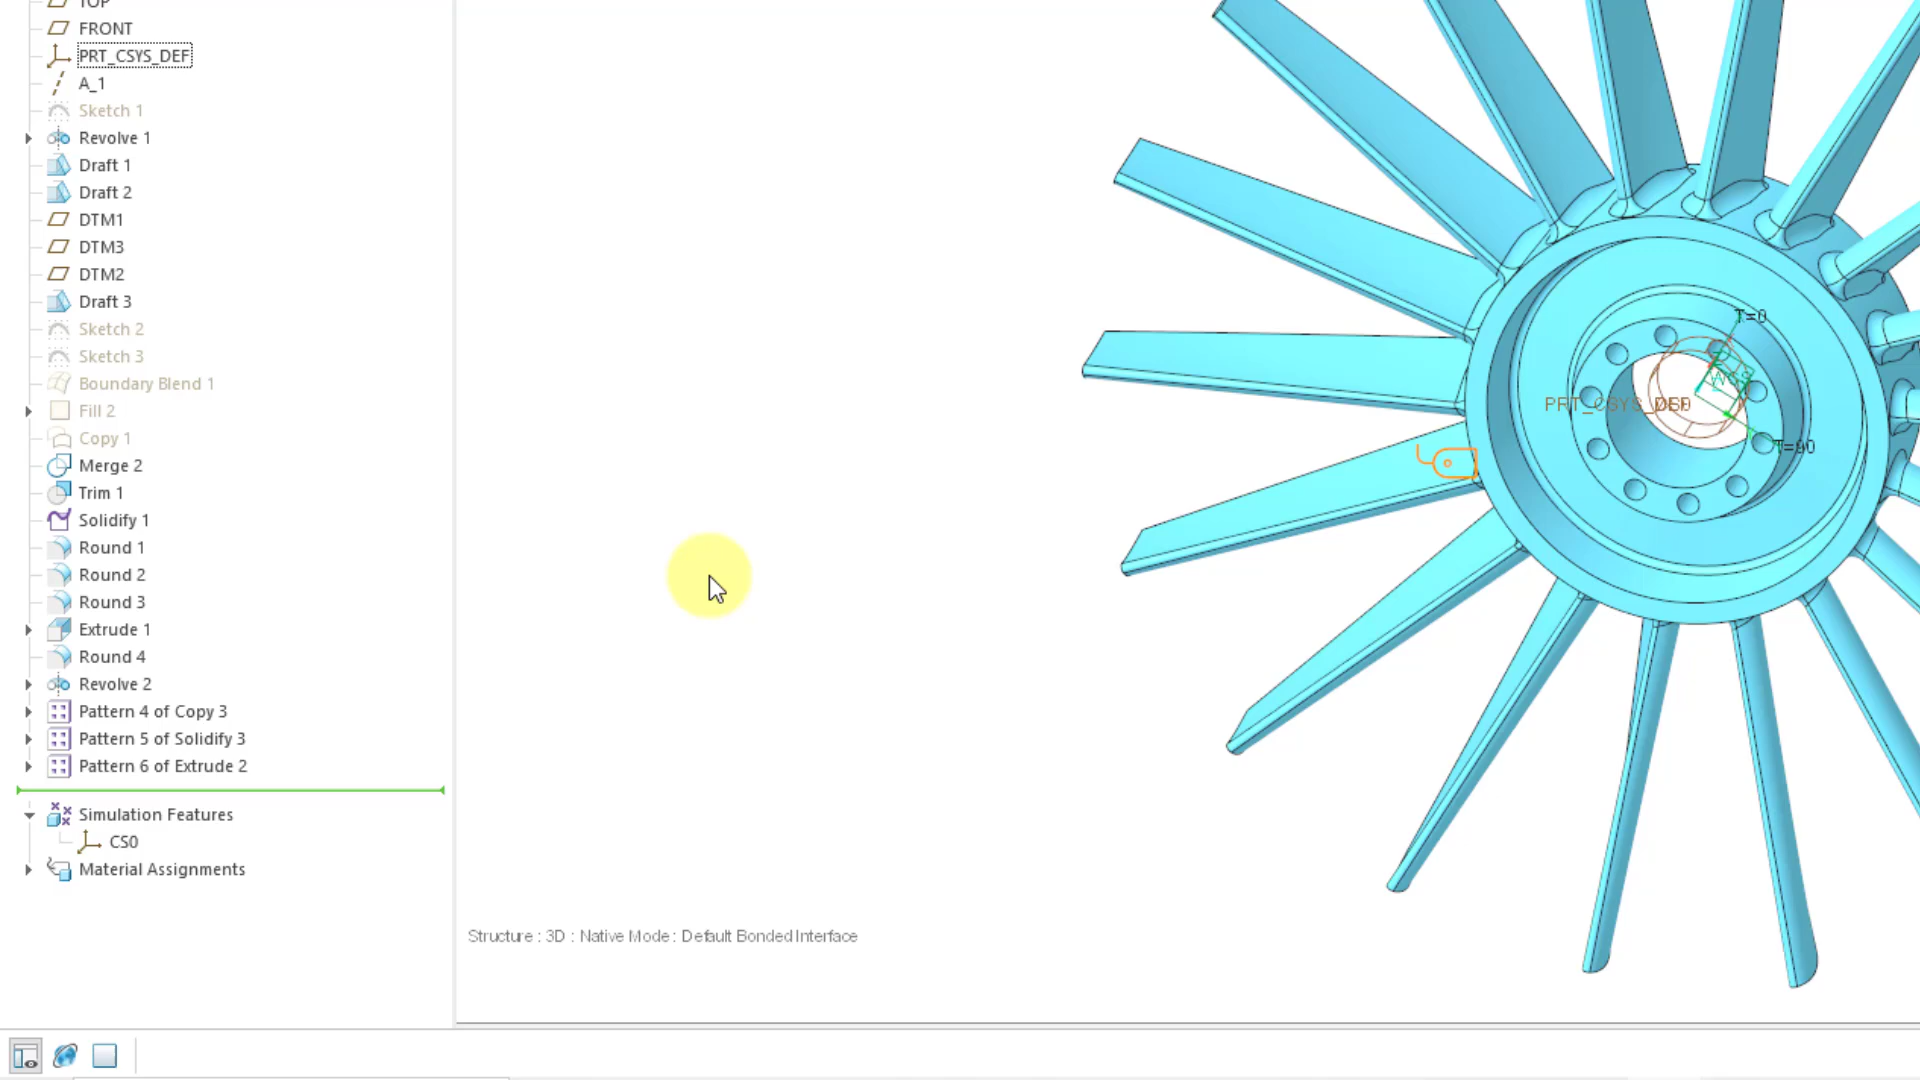 TOP
FRONT
PRT_CSYS_DEF
A_1
Sketch 1
Revolve 1
Draft 1
Draft 2
DTM1
DTM3
DTM2
Draft 3
Sketch 2
Sketch 3
Boundary Blend 1
Fill 2
Copy 1
Merge 2
Trim 1
Solidify 1
Round 1
Round 2
Round 3
Extrude 1
Round 4
Revolve 2
Pattern 4 of Copy 3
Pattern 5 of Solidify 3
Pattern 6 of Extrude 2
Simulation Features
CS0
Material Assignments
T=0
PRT_CSYS_DEF
T=90
Structure : 3D : Native Mode : Default Bonded Interface